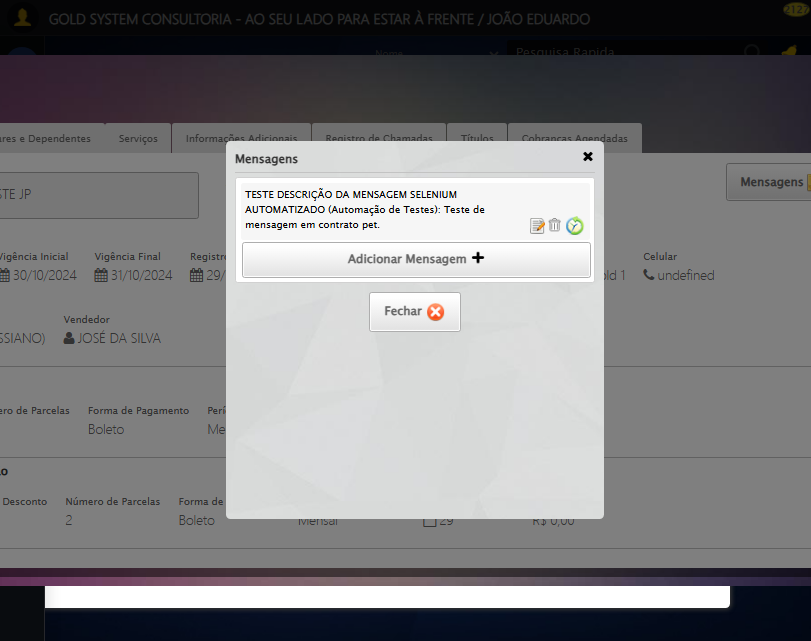 GOLD SYSTEM CONSULTORIA - AO SEU LADO PARA ESTAR À FRENTE / JOÃO EDUARDO
2127
Nome
Pesquisa Rapida
res e Dependentes
Serviços
Informações Adicionais
Registro de Chamadas
Títulos
Cobranças Agendadas
Mensagens
TE JP
Mensagens
TESTE DESCRIÇÃO DA MENSAGEM SELENIUM
AUTOMATIZADO (Automação de Testes): Teste de
mensagem em contrato pet.
Adicionar Mensagem
Fechar
Vigência Inicial
Vigência Final
Registr
Celular
30/10/2024
31/10/2024
29/
old 1
undefined
Vendedor
SSIANO)
JOSÉ DA SILVA
ero de Parcelas
Forma de Pagamento
Perí
Boleto
Me
o
Desconto
Número de Parcelas
Forma de
2
Boleto
Mensal
29
R$ 0,00